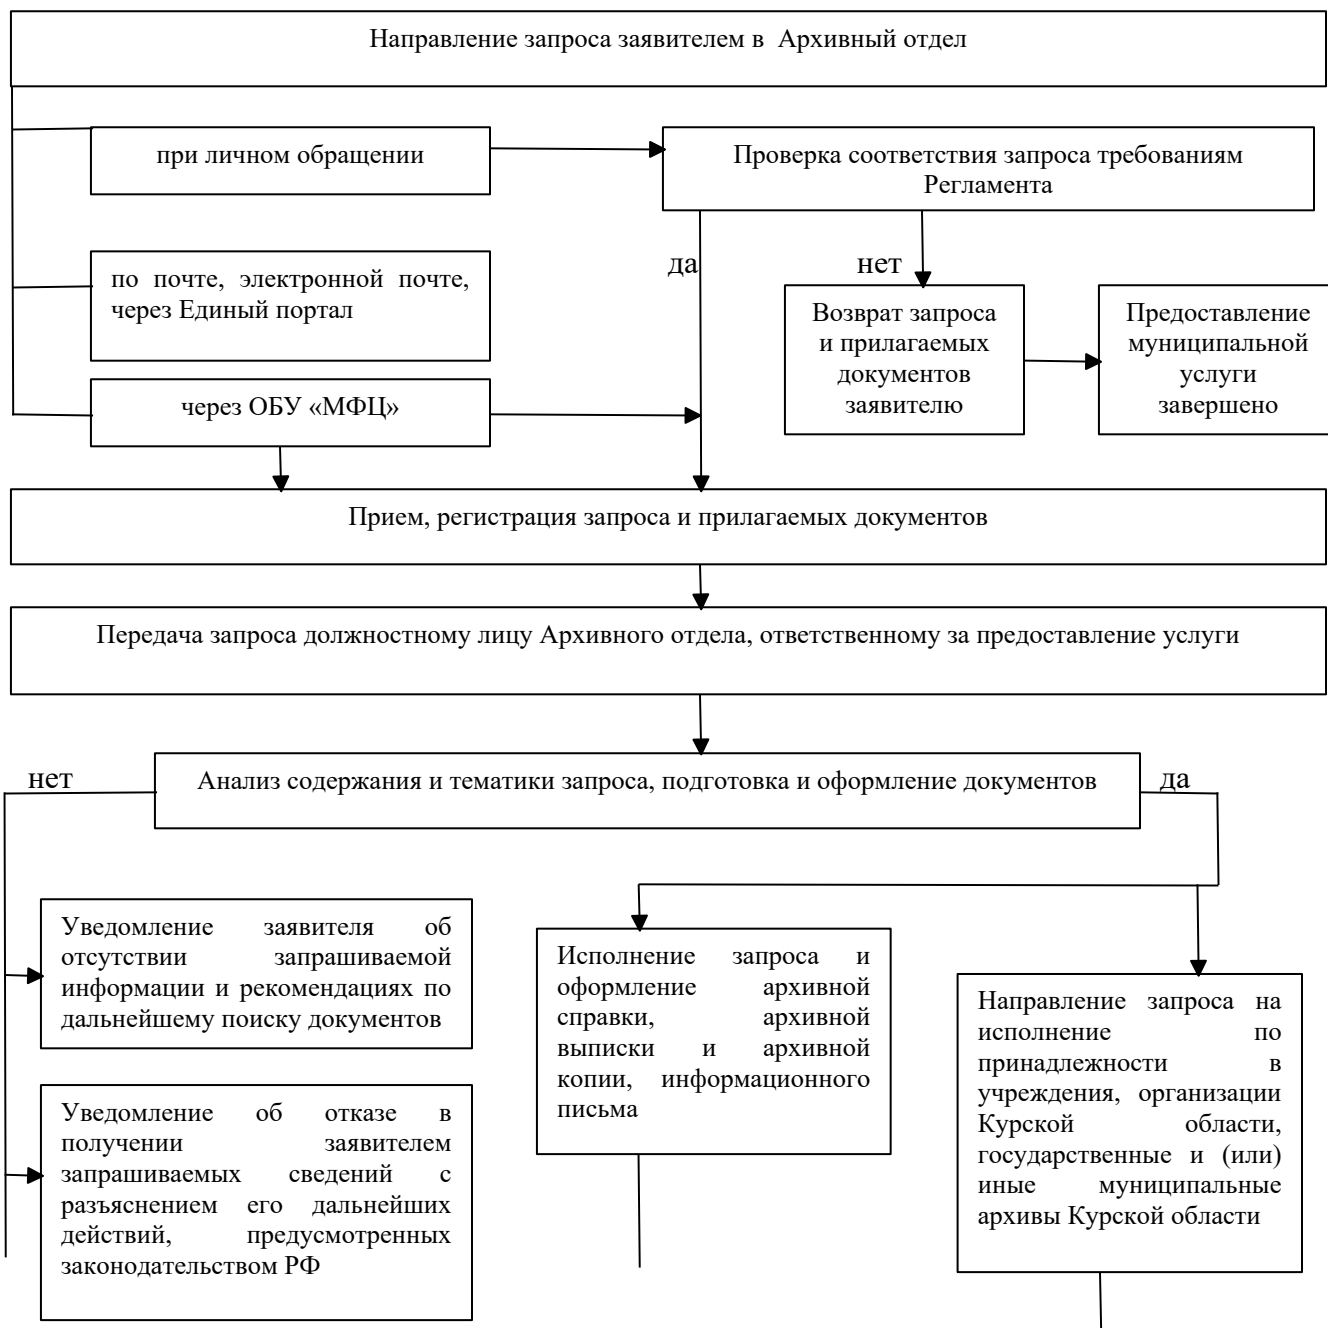 Направление запроса заявителем в Архивный отдел
при личном обращении
Проверка соответствия запроса требованиям
Регламента
да
нет
по почте, электронной почте,
через Единый портал
Возврат запроса
и прилагаемых
документов
заявителю
Предоставление
муниципальной
услуги
завершено
через ОБУ «МФЦ»
Прием, регистрация запроса и прилагаемых документов
Передача запроса должностному лицу Архивного отдела, ответственному за предоставление услуги
нет
Анализ содержания и тематики запроса, подготовка и оформление документов
да
Уведомление заявителя об
отсутствии запрашиваемой
информации и рекомендациях по
дальнейшему поиску документов
Исполнение запроса и
оформление архивной
справки, архивной
выписки и архивной
копии, информационного
письма
Направление запроса на
исполнение по
принадлежности в
учреждения, организации
Курской области,
государственные и (или)
иные муниципальные
архивы Курской области
Уведомление об отказе в
получении заявителем
запрашиваемых сведений с
разъяснением его дальнейших
действий, предусмотренных
законодательством РФ